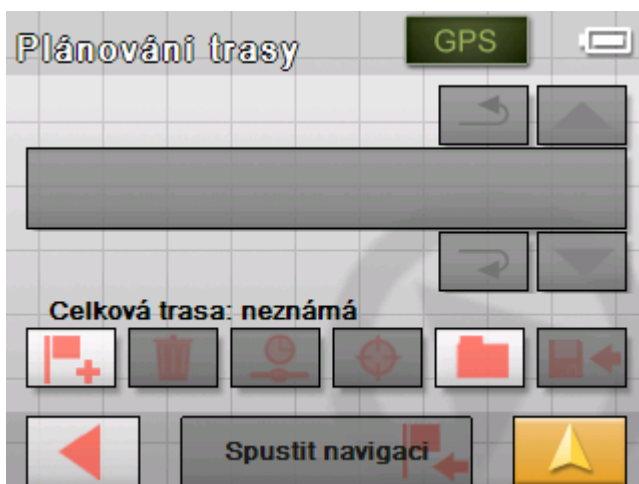 Plánování trasy
GPS
Celková trasa: neznámá
Spustit navigaci